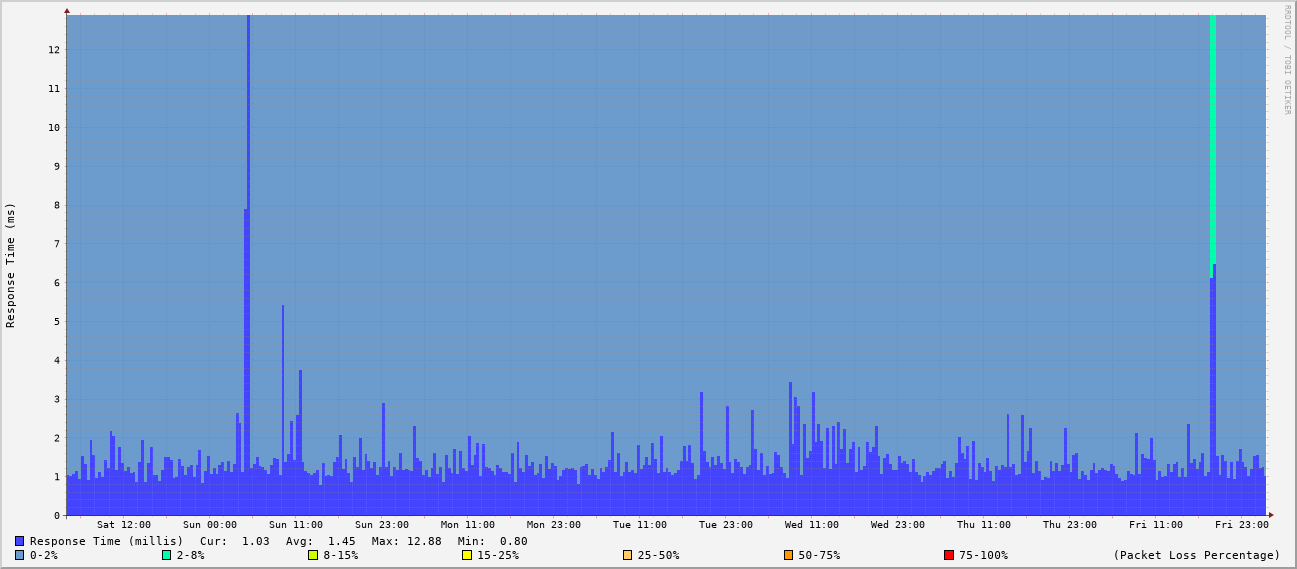 RRDTOOL / TOBI OETIKER
Response Time (ms)
12
11
10
9
8
7
6
5
4
3
2
1
0
Sat 12:00 Sun 00:00 Sun 11:00 Sun 23:00 Mon 11:00 Mon 23:00 Tue 11:00 Tue 23:00 Wed 11:00 Wed 23:00 Thu 11:00 Thu 23:00 Fri 11:00 Fri 23:00
Response Time (millis) Cur: 1.03 Avg: 1.45 Max: 12.88 Min: 0.80
0-2% 2-8% 8-15% 15-25% 25-50% 50-75% 75-100% (Packet Loss Percentage)